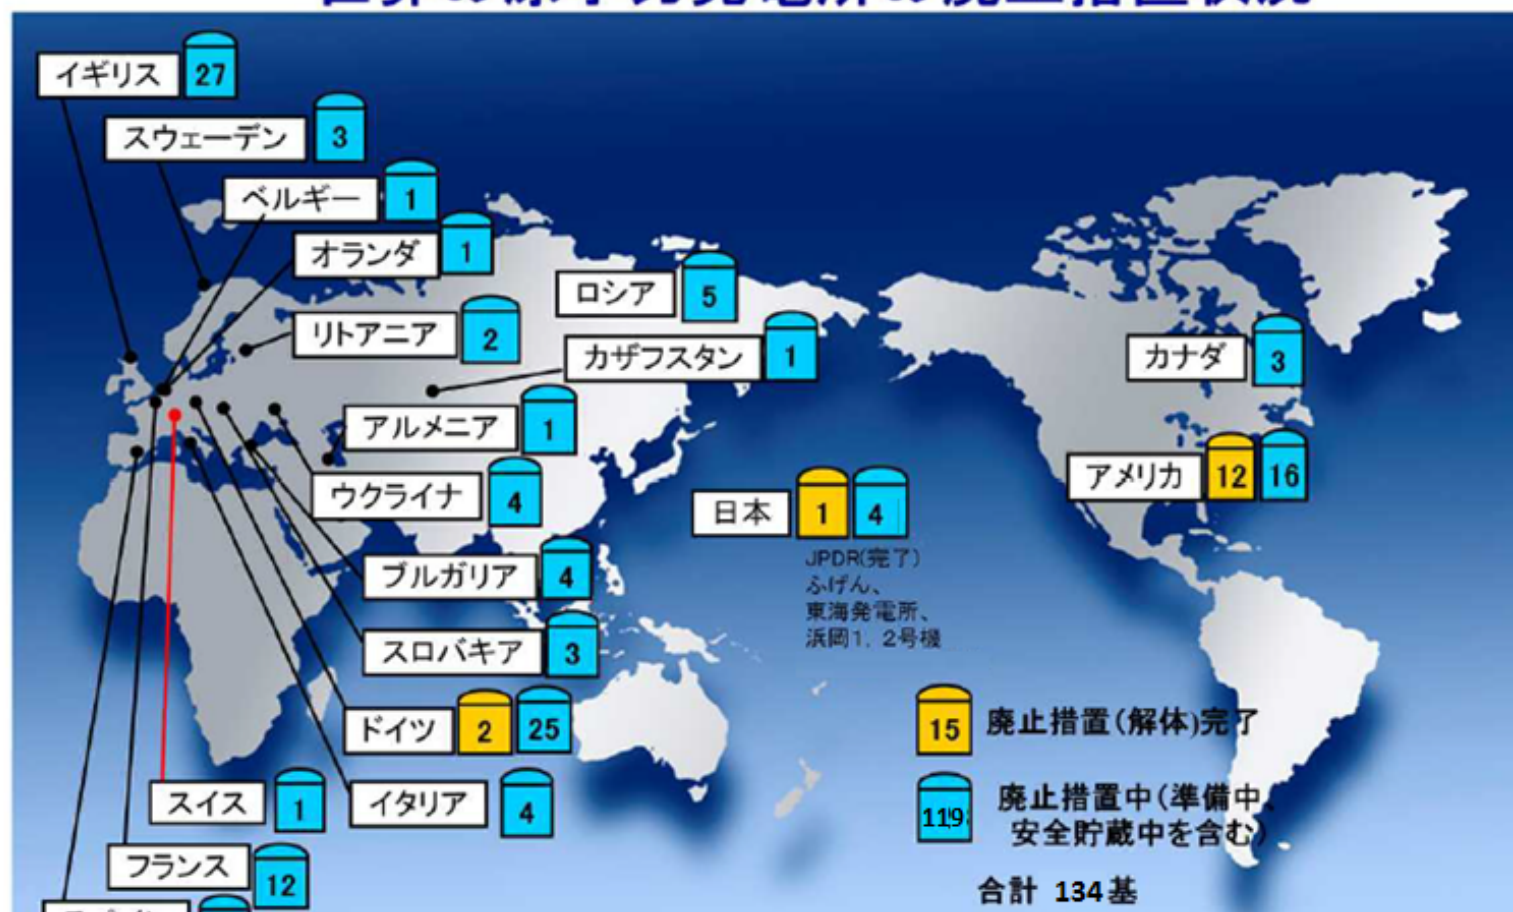 イギリス 27
スウェーデン 3
ベルギー 1
オランダ 1
ロシア 5
リトアニア 2
カザフスタン 1
カナダ 3
アルメニア 1
アメリカ 12 16
ウクライナ 4
日本 1 4
JPDR(完了)
ふげん、
東海発電所、
浜岡1, 2号機
ブルガリア 4
スロバキア 3
ドイツ 2 25
15 廃止措置(解体)完了
スイス 1
イタリア 4
119 廃止措置中(準備中、
安全貯蔵中を含む)
フランス 12
合計 134基